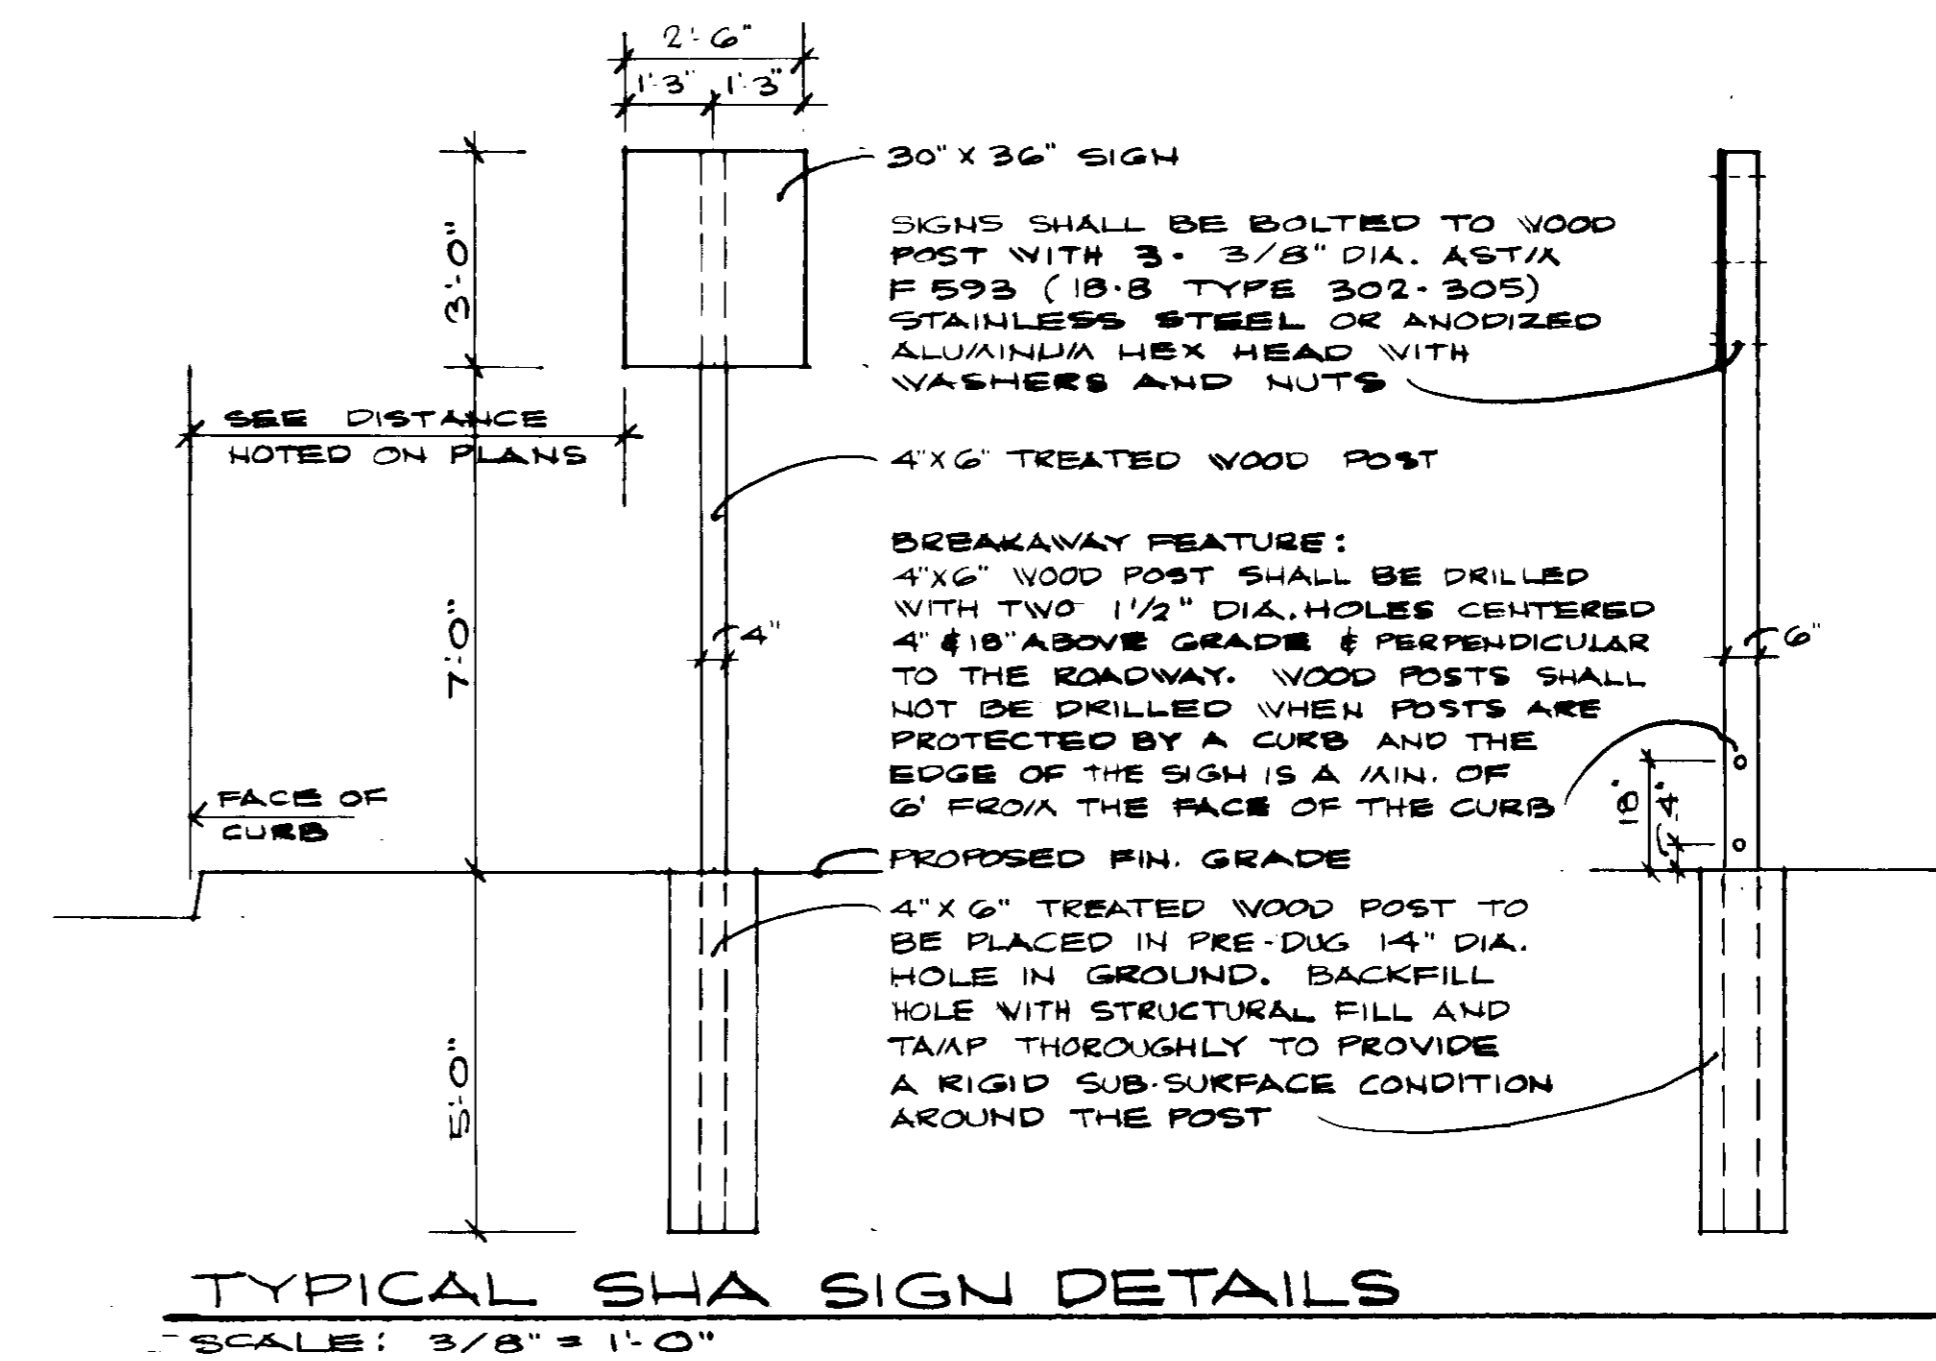 2'-6"
1'-3" 1'-3"
30" X 36" SIGN
SIGNS SHALL BE BOLTED TO WOOD
POST WITH 3 - 3/8" DIA. ASTM
F 593 (18-8 TYPE 302-305)
STAINLESS STEEL OR ANODIZED
ALUMINUM HEX HEAD WITH
WASHERS AND NUTS
3'-0"
SEE DISTANCE
NOTED ON PLANS
4"X6" TREATED WOOD POST
BREAKAWAY FEATURE:
4"X6" WOOD POST SHALL BE DRILLED
WITH TWO 1 1/2" DIA. HOLES CENTERED
4" & 18" ABOVE GRADE & PERPENDICULAR
TO THE ROADWAY. WOOD POSTS SHALL
NOT BE DRILLED WHEN POSTS ARE
PROTECTED BY A CURB AND THE
EDGE OF THE SIGN IS A MIN. OF
6' FROM THE FACE OF THE CURB
7'-0"
4"
6"
18"
4"
FACE OF
CURB
PROPOSED FIN. GRADE
4"X6" TREATED WOOD POST TO
BE PLACED IN PRE-DUG 14" DIA.
HOLE IN GROUND. BACKFILL
HOLE WITH STRUCTURAL FILL AND
TAMP THOROUGHLY TO PROVIDE
A RIGID SUB-SURFACE CONDITION
AROUND THE POST
5'-0"
TYPICAL SHA SIGN DETAILS
SCALE: 3/8" = 1'-0"